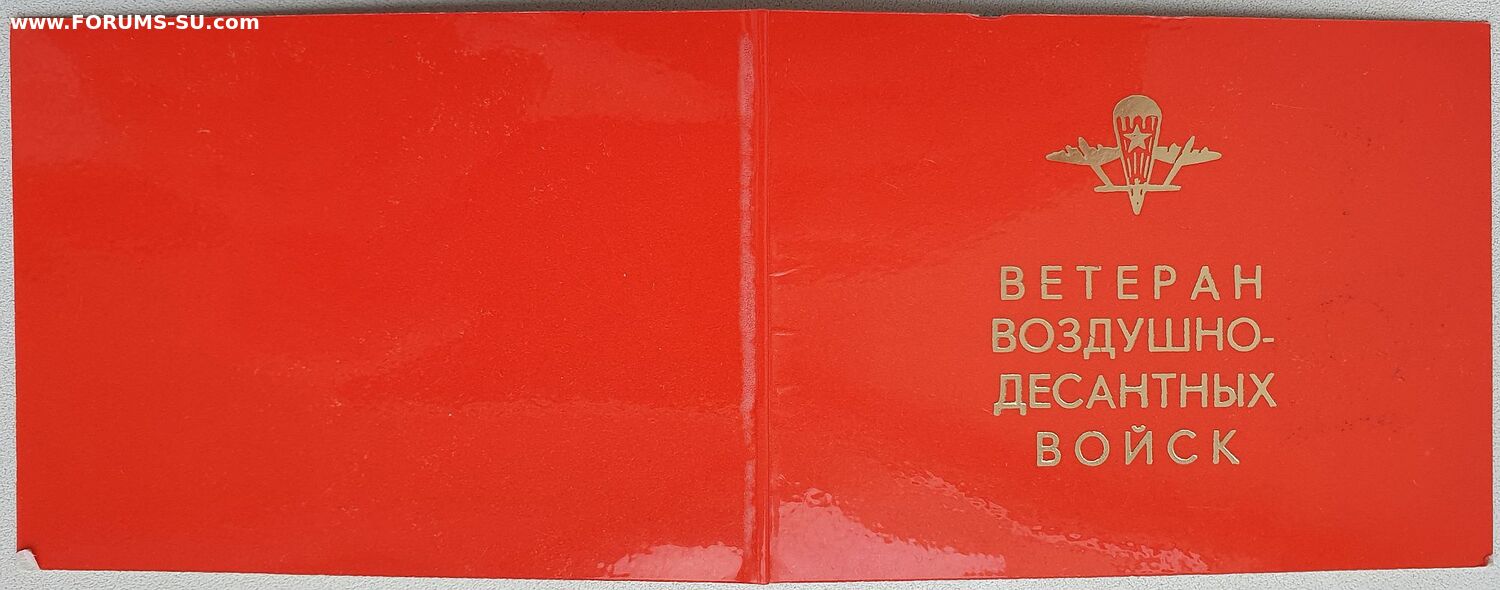 www.FORUMS-SU.com
ВЕТЕРАН
ВОЗДУШНО-
ДЕСАНТНЫХ
ВОЙСК